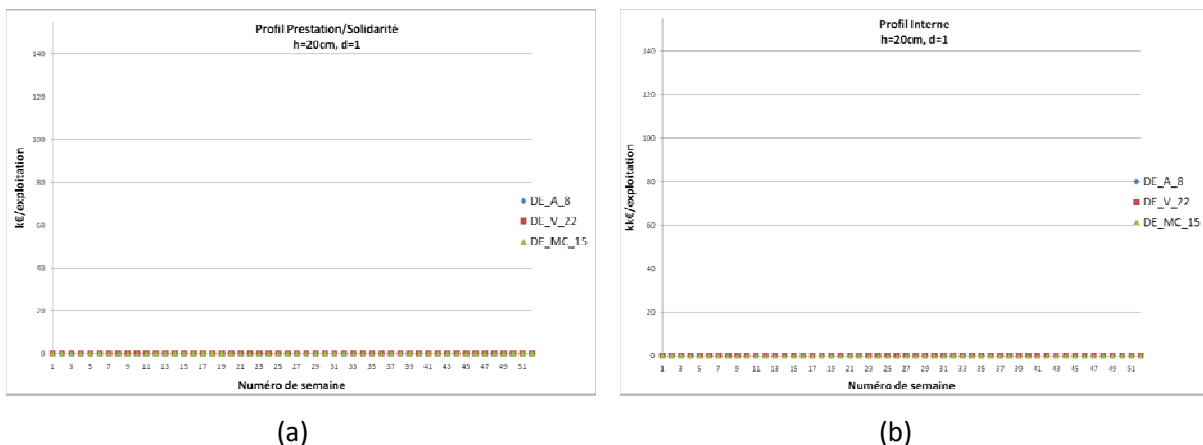 Profil Prestation/Solidarité
h=20cm, d=1
140
120
100
80
60
40
20
0
k€/exploitation
1 3 5 7 9 11 13 15 17 19 21 23 25 27 29 31 33 35 37 39 41 43 45 47 49 51
Numéro de semaine
DE_A_8
DE_V_22
DE_MC_15
(a)
Profil Interne
h=20cm, d=1
140
120
100
80
60
40
20
0
kk€/exploitation
1 3 5 7 9 11 13 15 17 19 21 23 25 27 29 31 33 35 37 39 41 43 45 47 49 51
Numéro de semaine
DE_A_8
DE_V_22
DE_MC_15
(b)